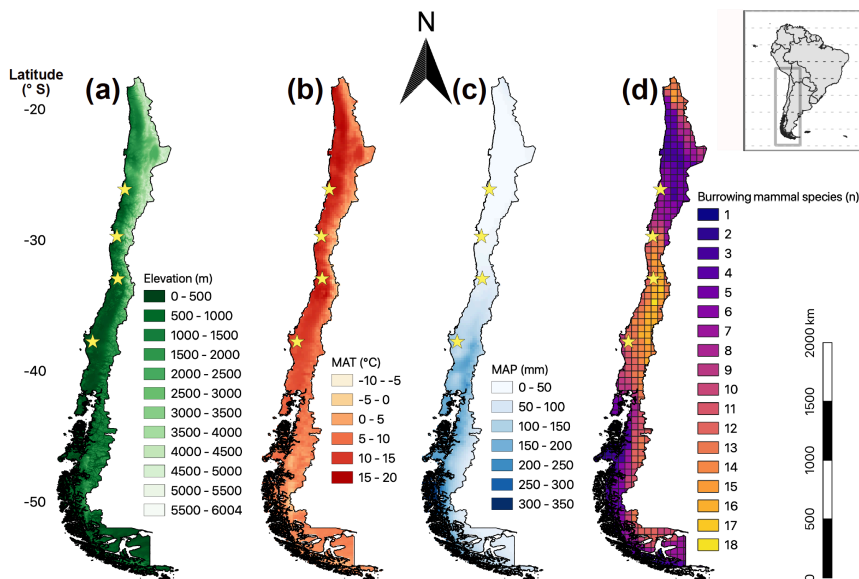 N
Latitude
(° S)
(a)
(b)
(c)
(d)
-20
-30
-40
-50
Elevation (m)
0 - 500
500 - 1000
1000 - 1500
1500 - 2000
2000 - 2500
2500 - 3000
3000 - 3500
3500 - 4000
4000 - 4500
4500 - 5000
5000 - 5500
5500 - 6004
MAT (°C)
-10 - -5
-5 - 0
0 - 5
5 - 10
10 - 15
15 - 20
MAP (mm)
0 - 50
50 - 100
100 - 150
150 - 200
200 - 250
250 - 300
300 - 350
Burrowing mammal species (n)
1
2
3
4
5
6
7
8
9
10
11
12
13
14
15
16
17
18
2000 km
1500
1000
500
0